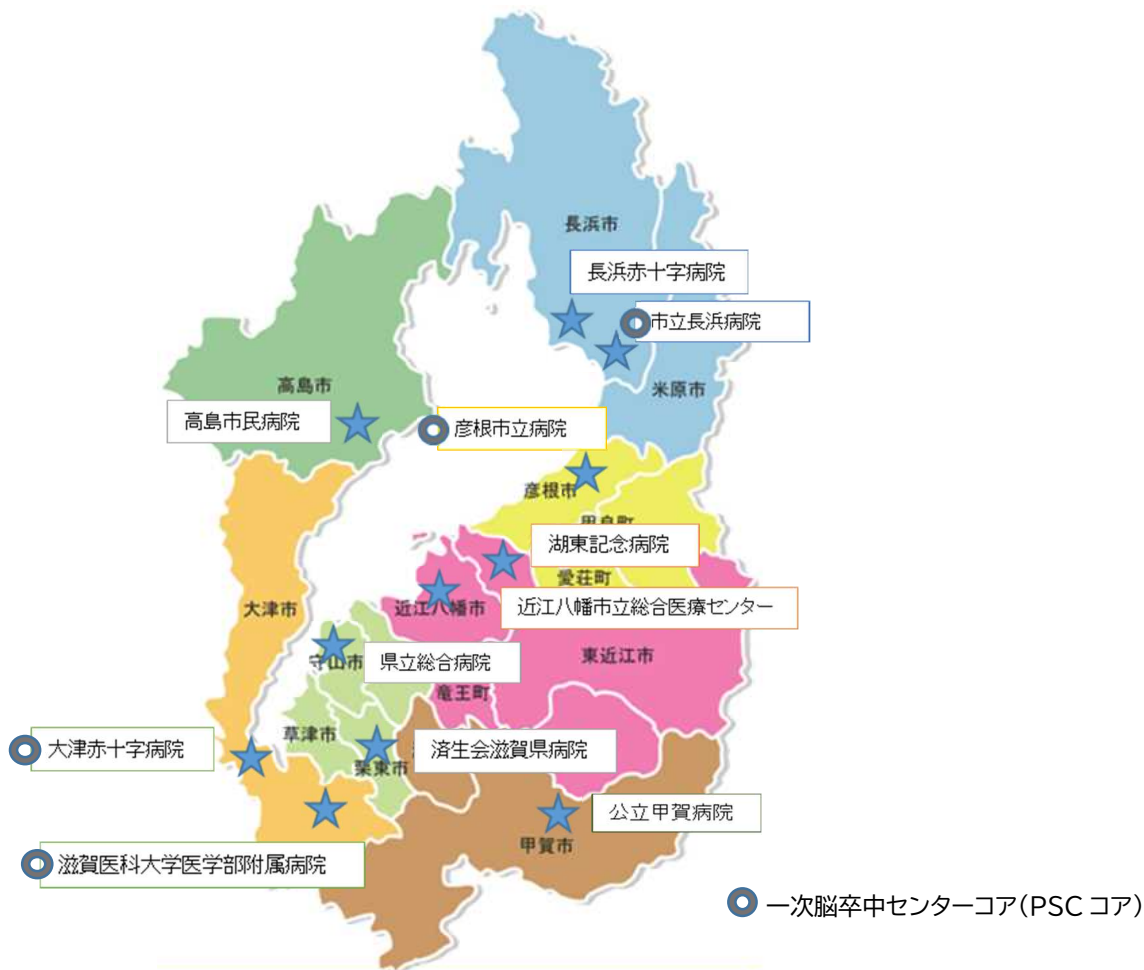 長浜市
長浜赤十字病院
市立長浜病院
米原市
高島市
高島市民病院
彦根市立病院
彦根市
湖東記念病院
愛荘町
近江八幡市
近江八幡市立総合医療センター
大津市
守山市
県立総合病院
東近江市
竜王町
草津市
大津赤十字病院
済生会滋賀県病院
栗東市
公立甲賀病院
甲賀市
滋賀医科大学医学部附属病院
一次脳卒中センターコア(PSC コア)